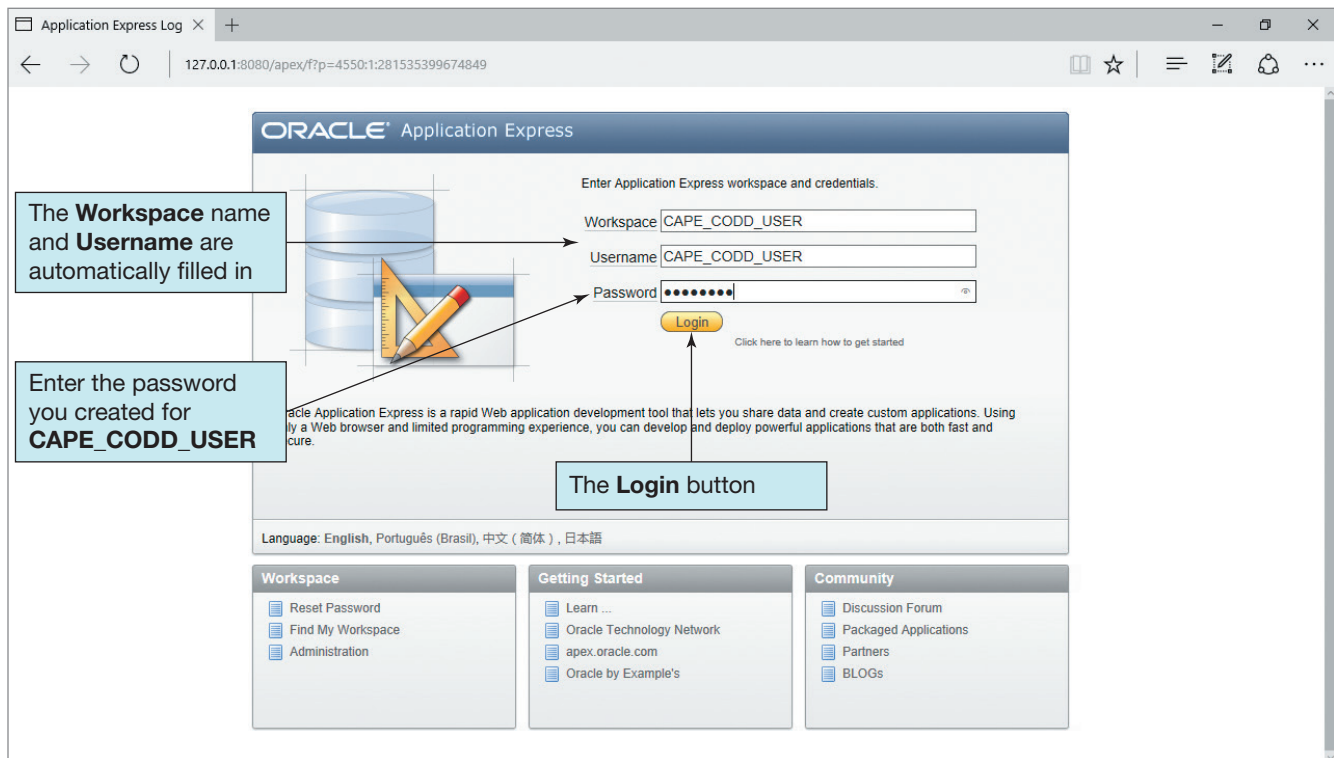 Application Express Log
127.0.0.1:8080/apex/f?p=4550:1:281535399674849
ORACLE® Application Express
Enter Application Express workspace and credentials.
Workspace CAPE_CODD_USER
Username CAPE_CODD_USER
Password ••••••••
Login
Click here to learn how to get started
The Workspace name
and Username are
automatically filled in
Enter the password
you created for
CAPE_CODD_USER
acle Application Express is a rapid Web application development tool that lets you share data and create custom applications. Using
ly a Web browser and limited programming experience, you can develop and deploy powerful applications that are both fast and
cure.
The Login button
Language: English, Português (Brasil), 中文 ( 简体 ) , 日本語
Workspace
Reset Password
Find My Workspace
Administration
Getting Started
Learn ...
Oracle Technology Network
apex.oracle.com
Oracle by Example's
Community
Discussion Forum
Packaged Applications
Partners
BLOGs